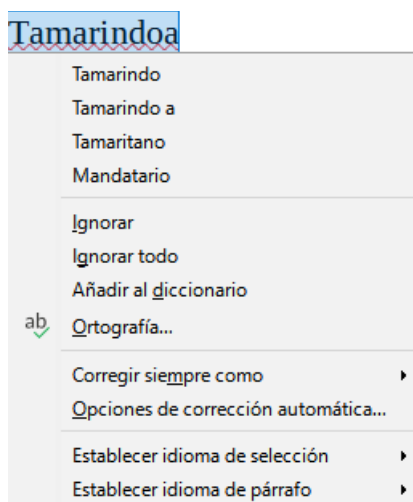 Tamarindoa
Tamarindo
Tamarindo a
Tamaritano
Mandatario
Ignorar
Ignorar todo
Añadir al diccionario
ab Ortografía...
Corregir siempre como
Opciones de corrección automática...
Establecer idioma de selección
Establecer idioma de párrafo